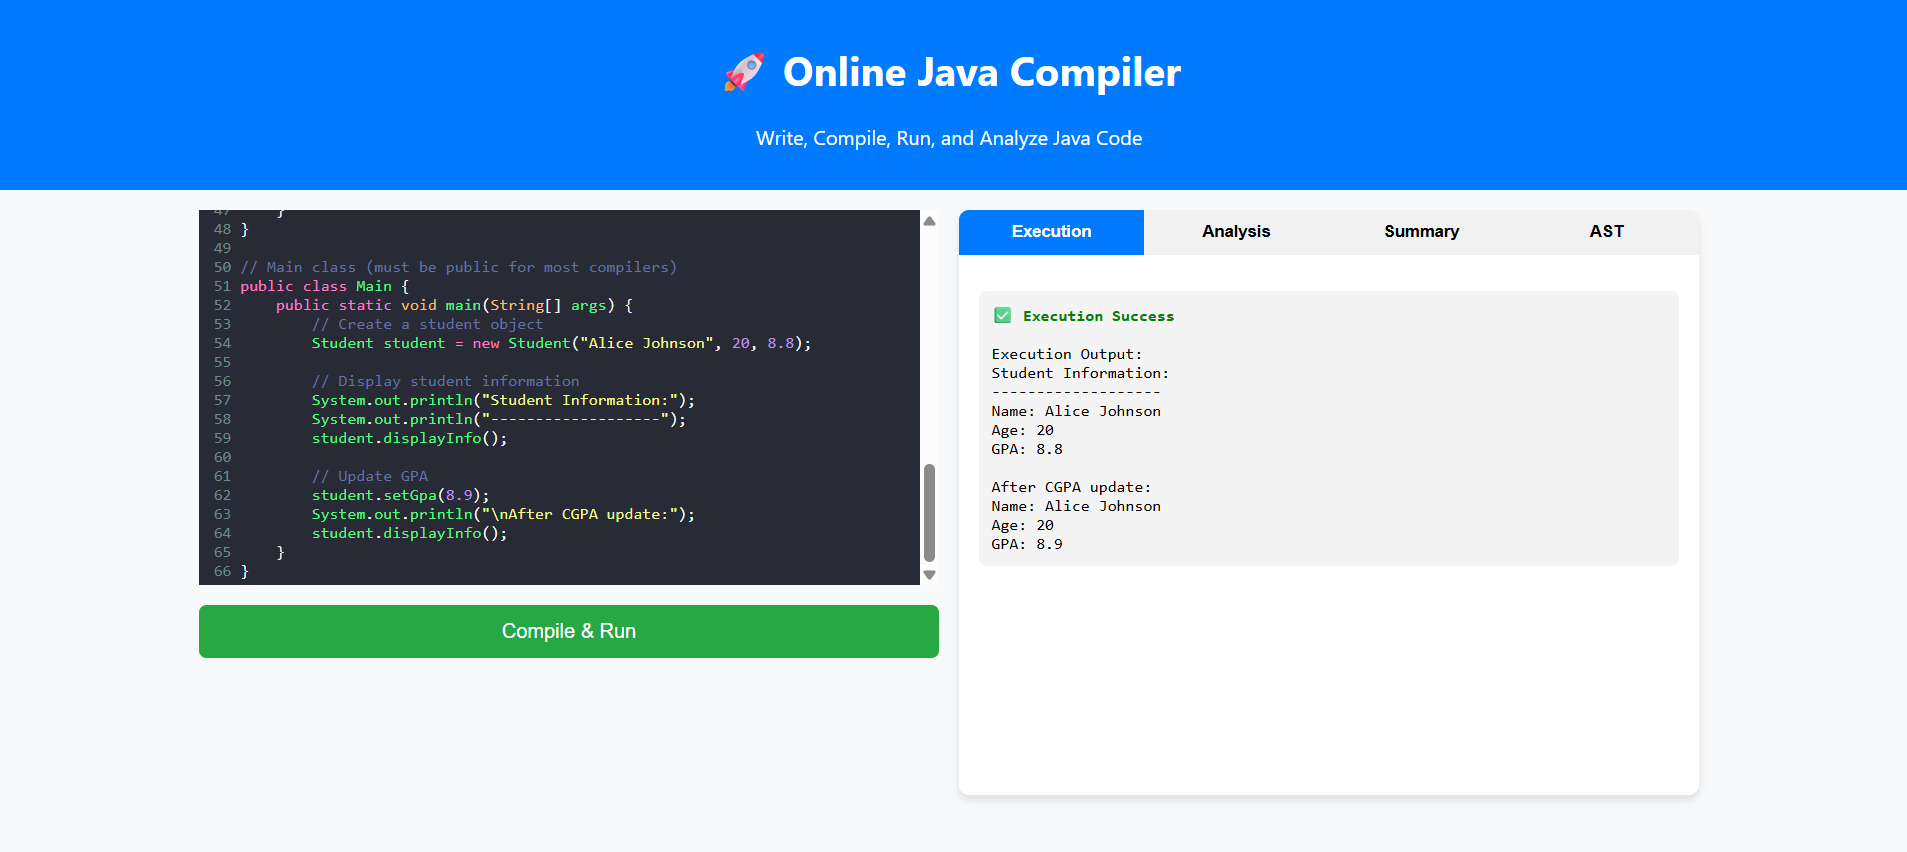 🚀 Online Java Compiler
Write, Compile, Run, and Analyze Java Code
47     }
48 }
49
50 // Main class (must be public for most compilers)
51 public class Main {
52     public static void main(String[] args) {
53         // Create a student object
54         Student student = new Student("Alice Johnson", 20, 8.8);
55
56         // Display student information
57         System.out.println("Student Information:");
58         System.out.println("-------------------");
59         student.displayInfo();
60
61         // Update GPA
62         student.setGpa(8.9);
63         System.out.println("\nAfter CGPA update:");
64         student.displayInfo();
65     }
66 }
Compile & Run
Execution Analysis Summary AST
✅ Execution Success
Execution Output:
Student Information:
-------------------
Name: Alice Johnson
Age: 20
GPA: 8.8
After CGPA update:
Name: Alice Johnson
Age: 20
GPA: 8.9